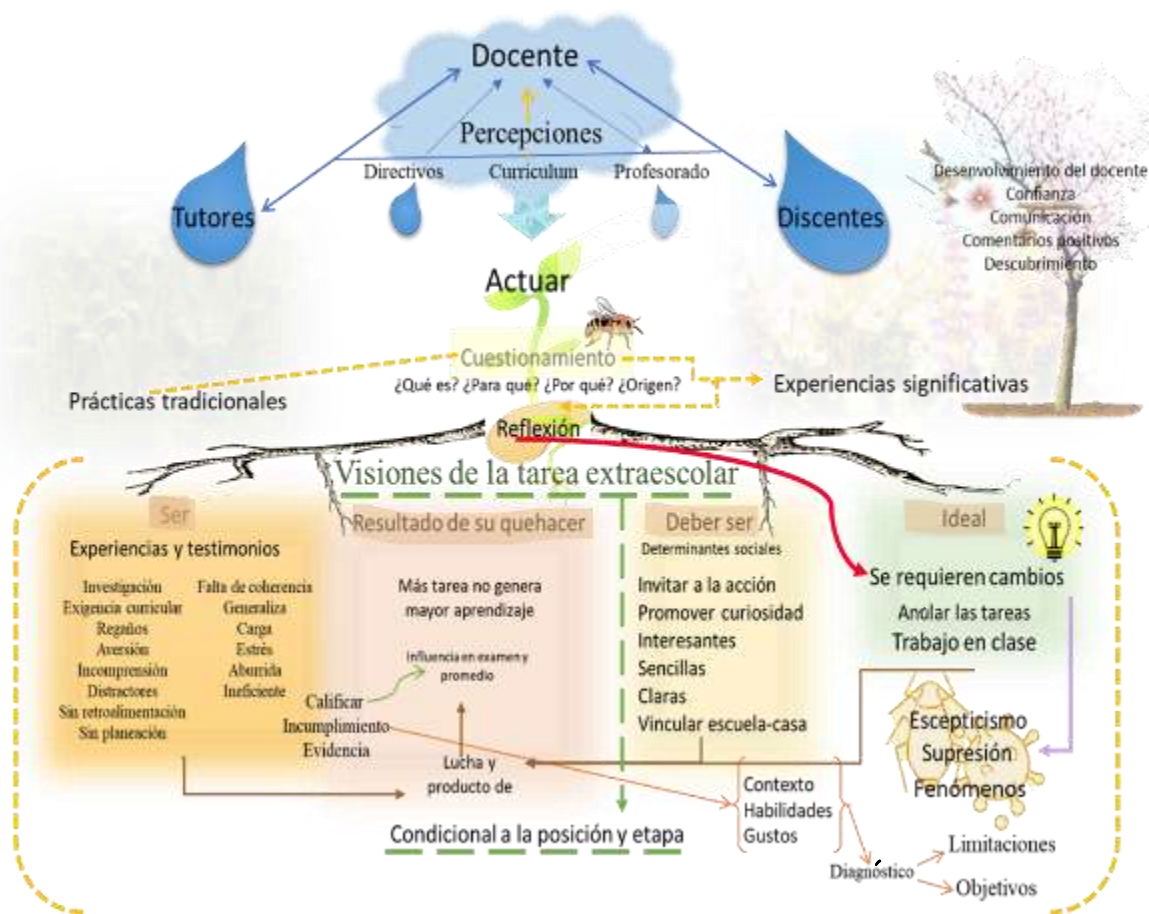 Docente
Percepciones
Directivos Curriculum Profesorado
Tutores
Discentes
Desenvolvimiento del docente
Confianza
Comunicación
Comentarios positivos
Descubrimiento
Actuar
Cuestionamiento
¿Qué es? ¿Para qué? ¿Por qué? ¿Origen?
Prácticas tradicionales
Experiencias significativas
Reflexión
Visiones de la tarea extraescolar
Ser
Experiencias y testimonios
Investigación
Exigencia curricular
Regaños
Aversión
Incomprensión
Distractores
Sin retroalimentación
Sin planeación
Falta de coherencia
Generaliza
Carga
Estrés
Aburrida
Ineficiente
Calificar
Incumplimiento
Evidencia
Resultado de su quehacer
Más tarea no genera
mayor aprendizaje
Influencia en examen y
promedio
Lucha y
producto de
Deber ser
Determinantes sociales
Invitar a la acción
Promover curiosidad
Interesantes
Sencillas
Claras
Vincular escuela-casa
Ideal
Se requieren cambios
Anular las tareas
Trabajo en clase
Escepticismo
Supresión
Fenómenos
Contexto
Habilidades
Gustos
Condicional a la posición y etapa
Diagnóstico
Limitaciones
Objetivos